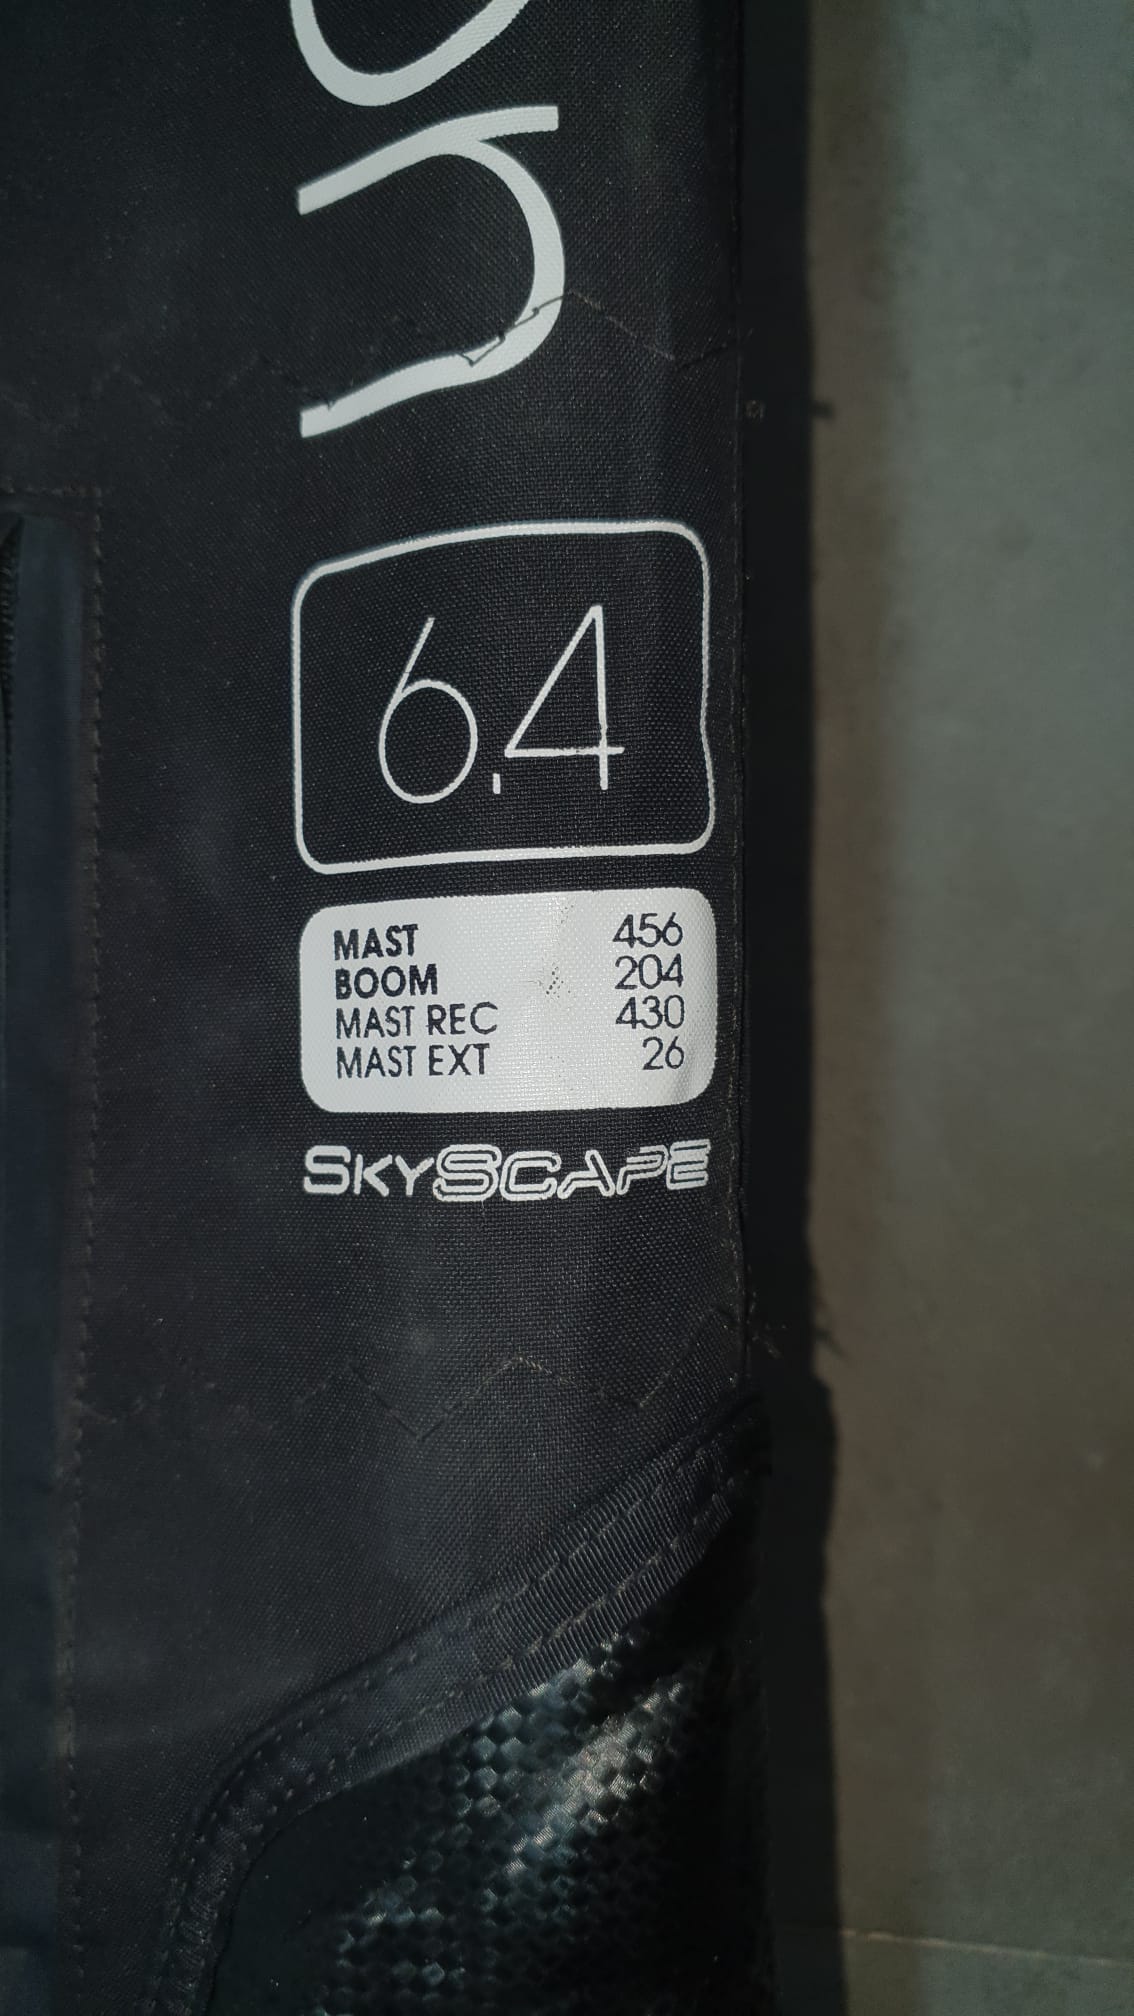 6.4
MAST 456
BOOM 204
MAST REC 430
MAST EXT 26
SKYSCAPE